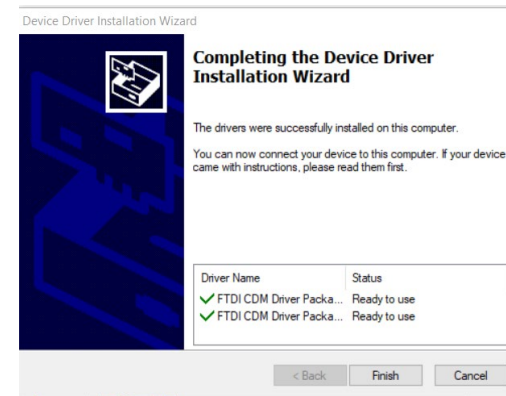 Device Driver Installation Wizard
Completing the Device Driver
Installation Wizard
The drivers were successfully installed on this computer.
You can now connect your device to this computer. If your device
came with instructions, please read them first.
Driver Name Status
FTDI CDM Driver Packa... Ready to use
FTDI CDM Driver Packa... Ready to use
< Back Finish Cancel